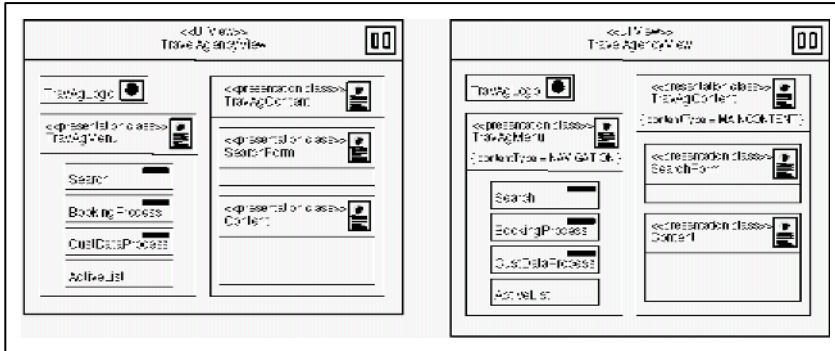 <<UI View>>
TravelAgencyView
TravAgLogo
<<presentation class>>
TravAgContent
<<presentation class>>
TravAgMenu
<<presentation class>>
SearchForm
Search
BookingProcess
<<presentation class>>
Content
CustDataProcess
ActiveList
<<UI View>>
TravelAgencyView
TravAgLogo
<<presentation class>>
TravAgContent
{contentType = MAINCONTENT}
<<presentation class>>
TravAgMenu
{contentType = NAVIGATION}
<<presentation class>>
SearchForm
Search
BookingProcess
<<presentation class>>
Content
CustDataProcess
ActiveList